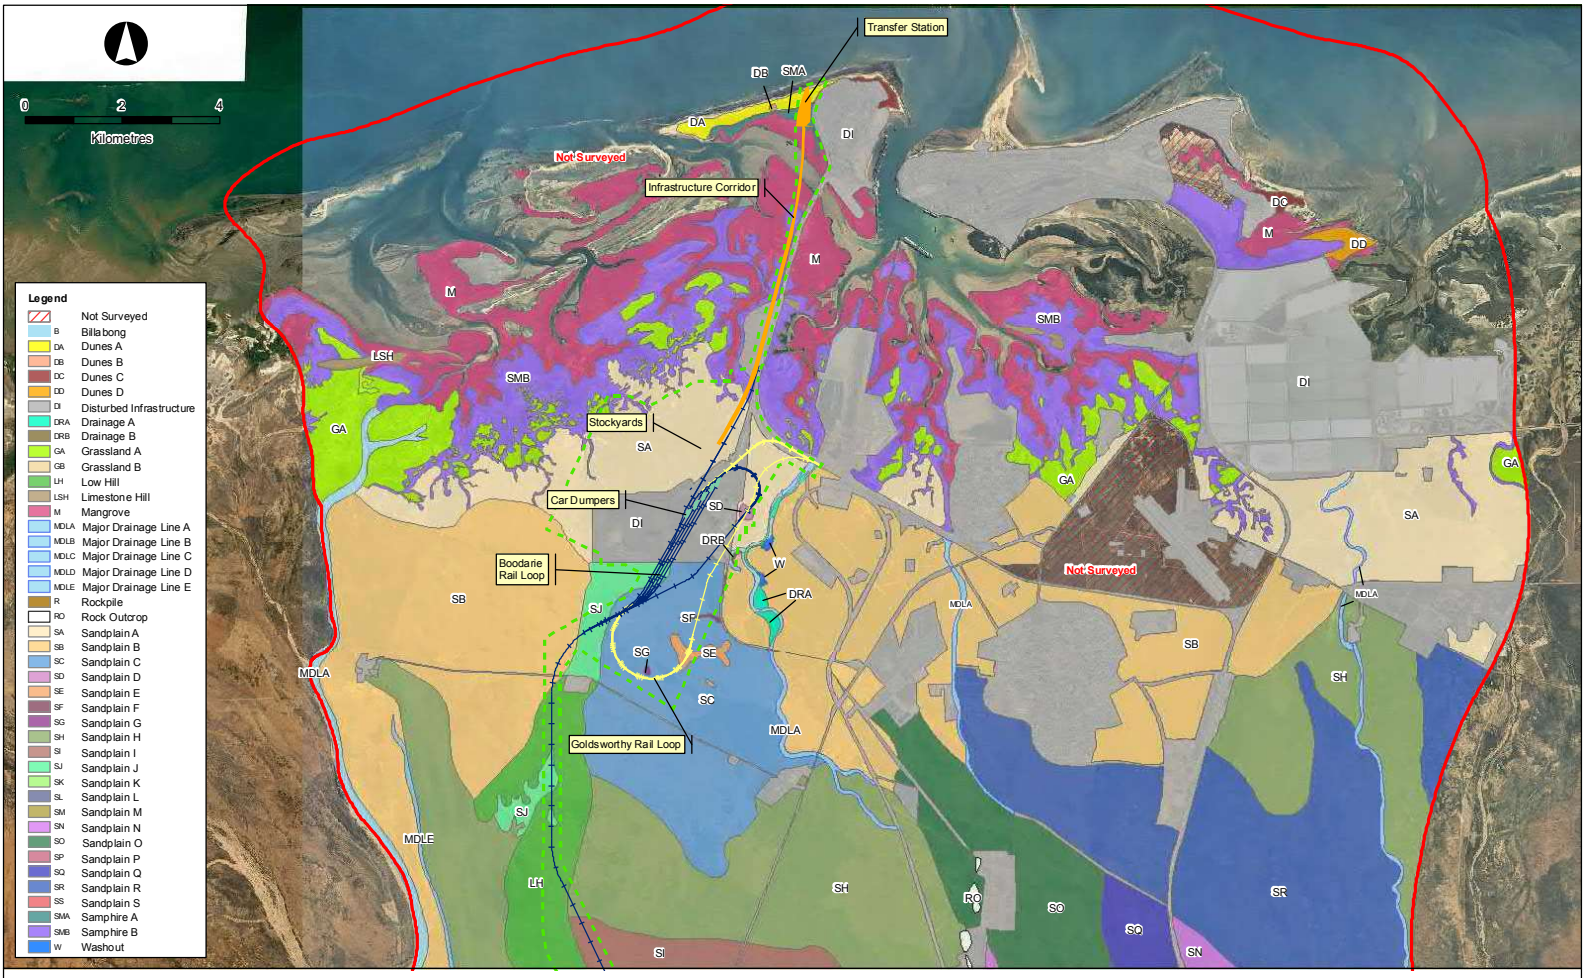 Transfer Station
DB
SMA
DA
DI
0
2
4
Kilometres
Not Surveyed
Infrastructure Corridor
DC
M
DD
M
M
SMB
LSH
SMB
DI
Stockyards
GA
SA
GA
GA
Car Dumpers
SD
DI
SA
DRB
W
Boodarie
Rail Loop
Not Surveyed
DRA
MDLA
SB
SJ
MDLA
SP
SB
SG
SE
MDLA
SH
SC
MDLA
Goldsworthy Rail Loop
SJ
MDLE
LH
SH
SR
RO
SO
SQ
SI
SN
Legend
Not Surveyed
B Billabong
DA Dunes A
DB Dunes B
DC Dunes C
DD Dunes D
DI Disturbed Infrastructure
DRA Drainage A
DRB Drainage B
GA Grassland A
GB Grassland B
LH Low Hill
LSH Limestone Hill
M Mangrove
MDLA Major Drainage Line A
MDLB Major Drainage Line B
MDLC Major Drainage Line C
MDLD Major Drainage Line D
MDLE Major Drainage Line E
R Rockpile
RO Rock Outcrop
SA Sandplain A
SB Sandplain B
SC Sandplain C
SD Sandplain D
SE Sandplain E
SF Sandplain F
SG Sandplain G
SH Sandplain H
SI Sandplain I
SJ Sandplain J
SK Sandplain K
SL Sandplain L
SM Sandplain M
SN Sandplain N
SO Sandplain O
SP Sandplain P
SQ Sandplain Q
SR Sandplain R
SS Sandplain S
SMA Samphire A
SMB Samphire B
W Washout